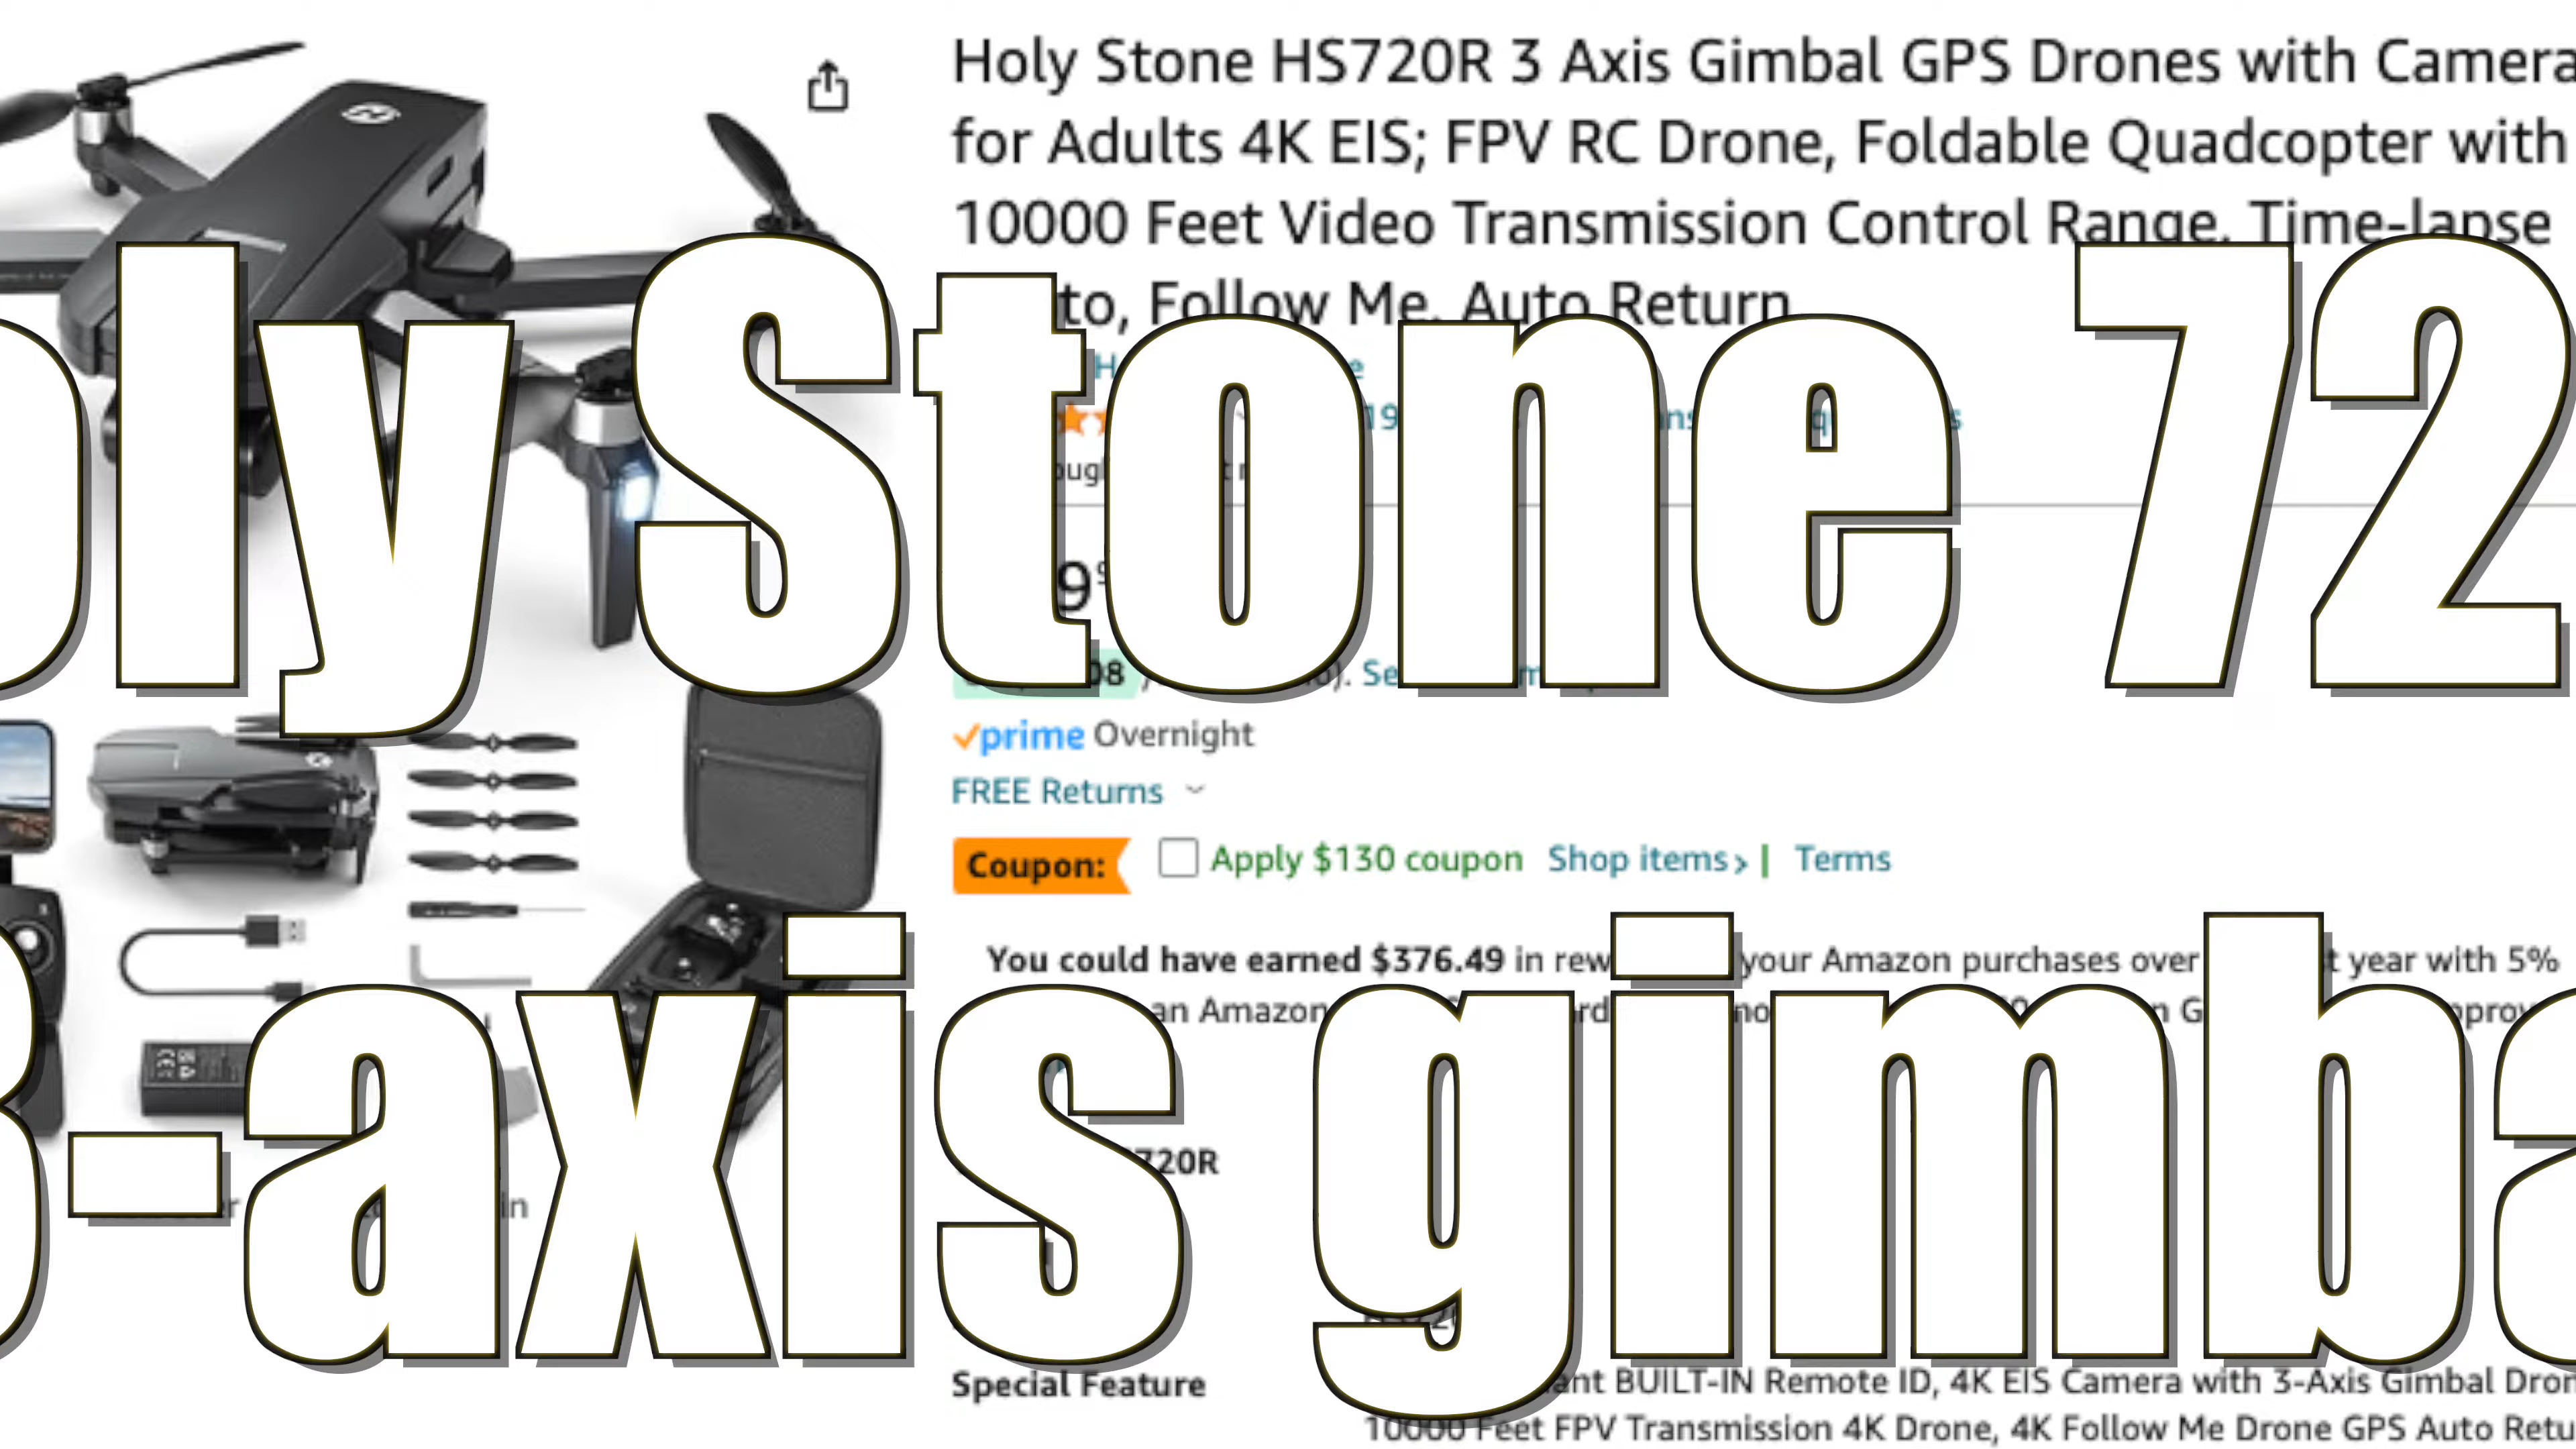 Holy Stone HS720R 3 Axis Gimbal GPS Drones with Camera
for Adults 4K EIS; FPV RC Drone, Foldable Quadcopter with
10000 Feet Video Transmission Control Range, Time-lapse
to, Follow Me, Auto Return
oly Stone 72
prime Overnight
FREE Returns
Coupon: Apply $130 coupon Shop items | Terms
You could have earned $376.49 in rew your Amazon purchases over t year with 5%
an Amazon
720R
3-axis gimba
Special Feature
ant BUILT-IN Remote ID, 4K EIS Camera with 3-Axis Gimbal Dron
10000 Feet FPV Transmission 4K Drone, 4K Follow Me Drone GPS Auto Retu